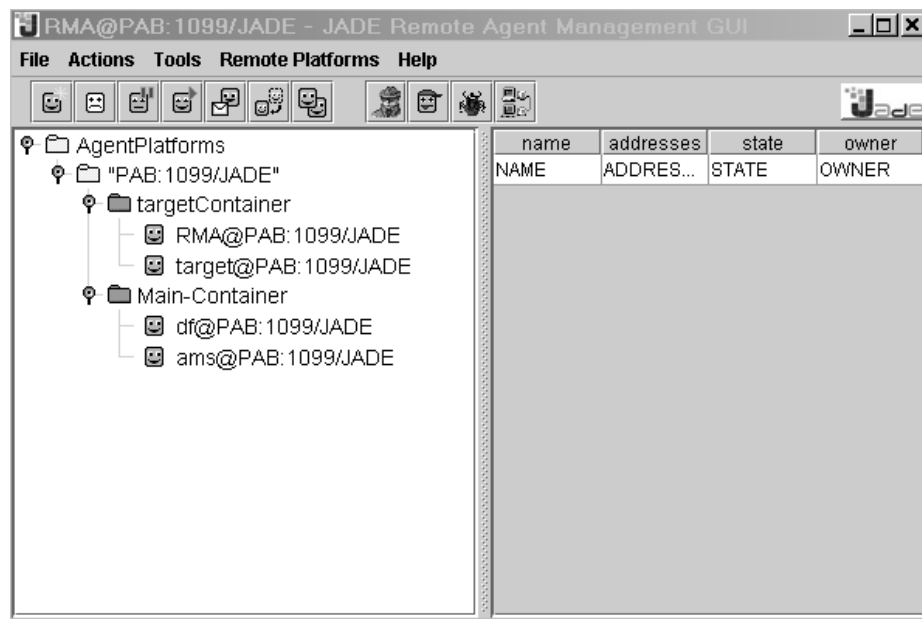 RMA@PAB:1099/JADE - JADE Remote Agent Management GUI
File Actions Tools Remote Platforms Help
Jade
AgentPlatforms
"PAB:1099/JADE"
targetContainer
RMA@PAB:1099/JADE
target@PAB:1099/JADE
Main-Container
df@PAB:1099/JADE
ams@PAB:1099/JADE
name addresses state owner
NAME ADDRES... STATE OWNER